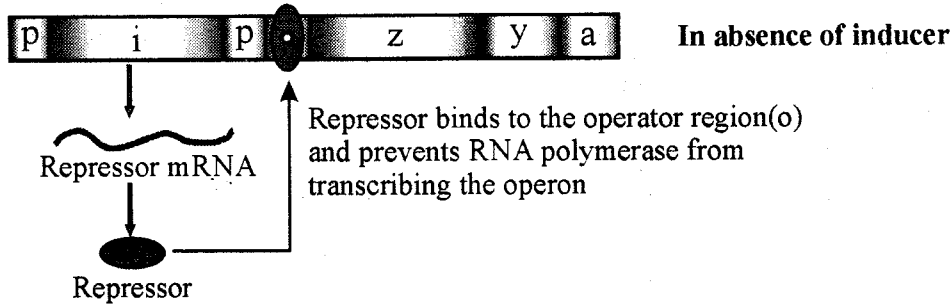 p i p o z y a In absence of inducer
Repressor binds to the operator region(o)
and prevents RNA polymerase from
transcribing the operon
Repressor mRNA
Repressor